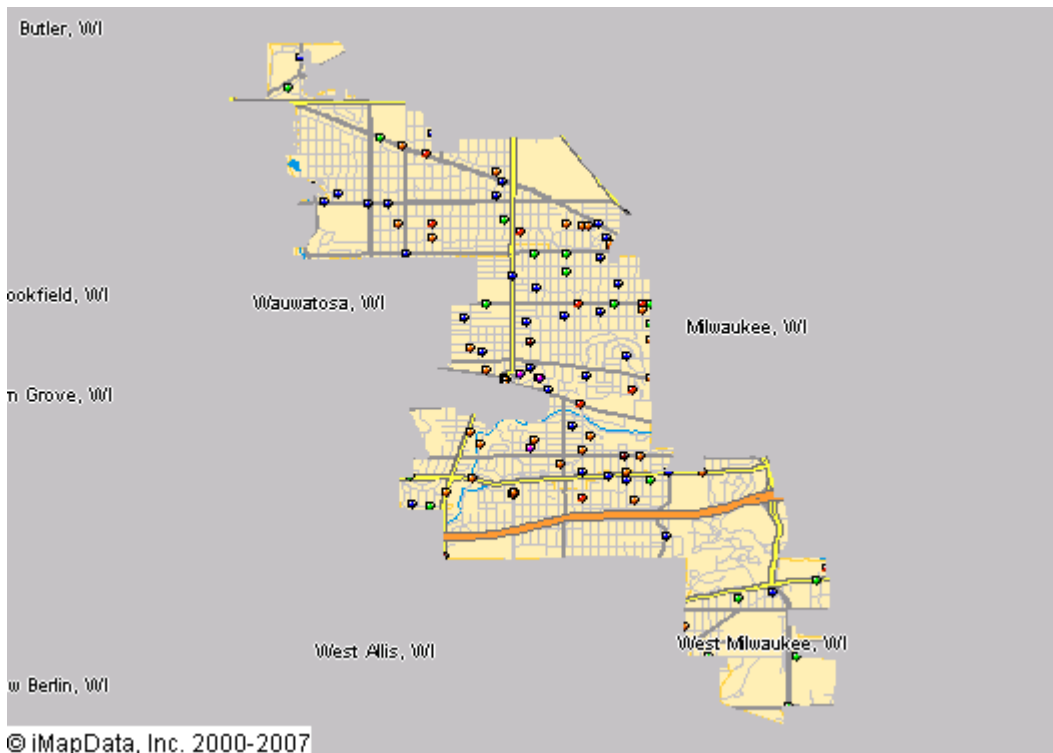 Butler, WI
ookfield, WI
Wauwatosa, WI
Milwaukee, WI
n Grove, WI
West Allis, WI
West Milwaukee, WI
w Berlin, WI
© iMapData, Inc. 2000-2007